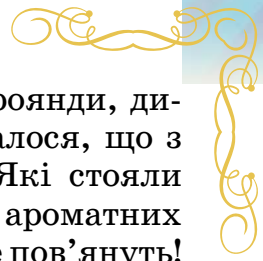 роянди, ди-
алося, що з
Які стояли
ароматних
е пов’януть!